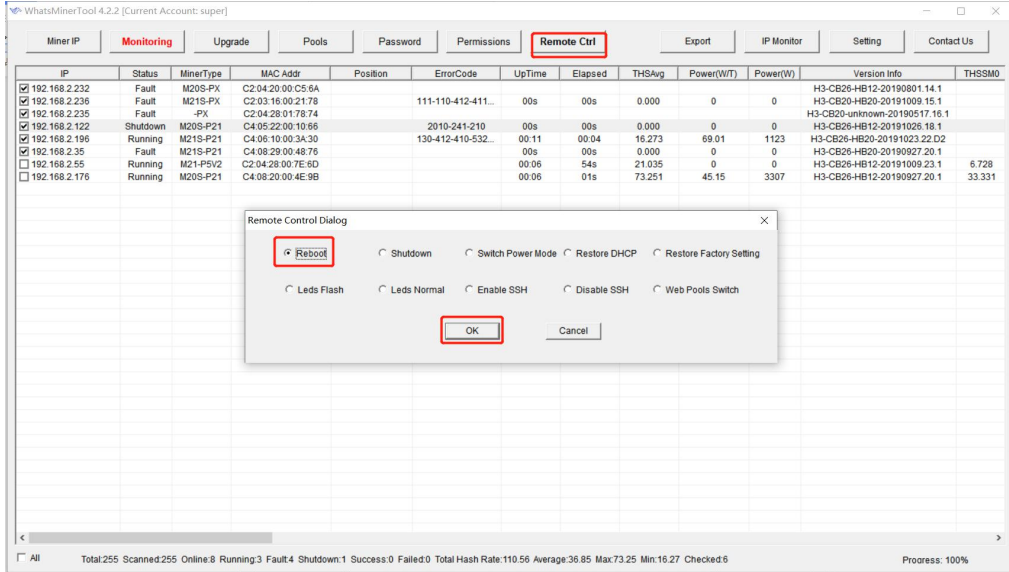 WhatsMinerTool 4.2.2 [Current Account: super]
Miner IP Monitoring Upgrade Pools Password Permissions Remote Ctrl Export IP Monitor Setting Contact Us
IP Status MinerType MAC Addr Position ErrorCode UpTime Elapsed THSAvg Power(W/T) Power(W) Version Info THSSM0
192.168.2.232 Fault M20S-PX C2:04:20:00:C5:6A H3-CB26-HB12-20190801.14.1
192.168.2.236 Fault M21S-PX C2:03:16:00:21:78 111-110-412-411... 00s 00s 0.000 0 0 H3-CB26-HB20-20191009.15.1
192.168.2.235 Fault -PX C2:04:28:01:78:74 H3-CB20-unknown-20190517.16.1
192.168.2.122 Shutdown M20S-P21 C4:05:22:00:10:66 2010-241-210 00s 00s 0.000 0 0 H3-CB26-HB12-20191026.18.1
192.168.2.196 Running M21S-P21 C4:06:10:00:3A:30 130-412-410-532... 00:11 00:04 16.273 69.01 1123 H3-CB26-HB20-20191023.22.D2
192.168.2.35 Fault M21S-P21 C4:08:29:00:48:76 00s 00s 0.000 0 0 H3-CB26-HB20-20190927.20.1
192.168.2.55 Running M21-P5V2 C2:04:28:00:7E:6D 00:06 54s 21.035 0 0 H3-CB26-HB12-20191009.23.1 6.728
192.168.2.176 Running M20S-P21 C4:08:20:00:4E:9B 00:06 01s 73.251 45.15 3307 H3-CB26-HB12-20190927.20.1 33.331
Remote Control Dialog
Reboot Shutdown Switch Power Mode Restore DHCP Restore Factory Setting
Leds Flash Leds Normal Enable SSH Disable SSH Web Pools Switch
OK Cancel
All Total:255 Scanned:255 Online:8 Running:3 Fault:4 Shutdown:1 Success:0 Failed:0 Total Hash Rate:110.56 Average:36.85 Max:73.25 Min:16.27 Checked:6 Progress: 100%